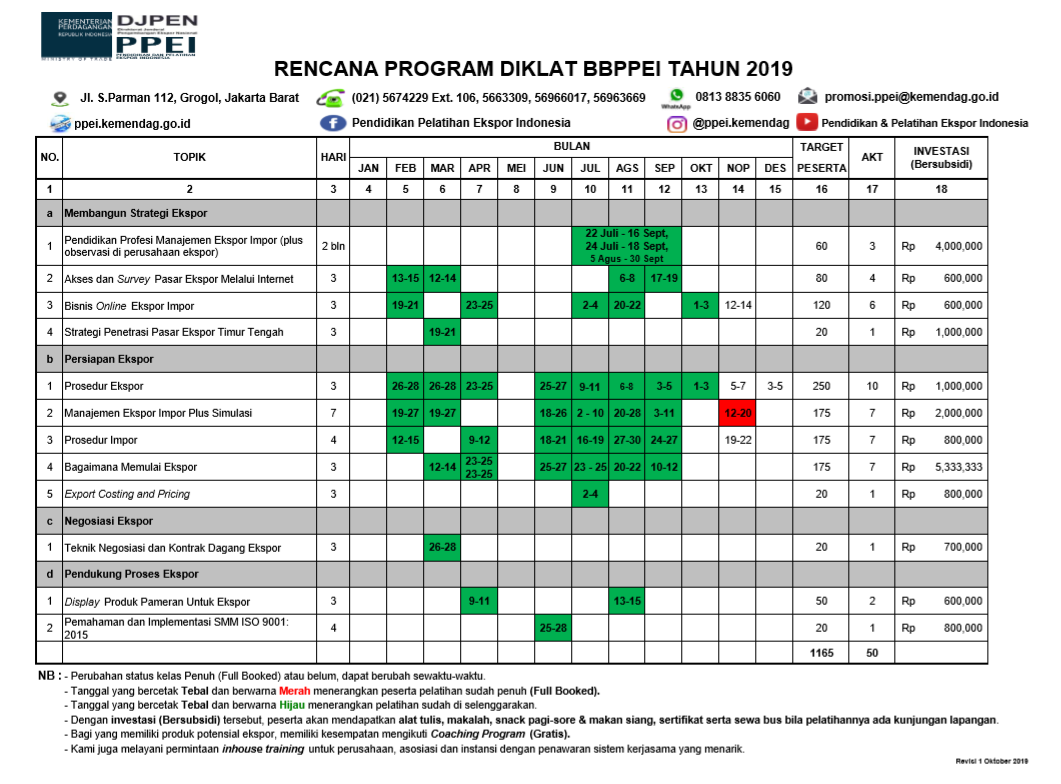 KEMENTERIAN
PERDAGANGAN
REPUBLIK INDONESIA
MINISTRY OF TRADE
DJPEN
Direktorat Jenderal
Pengembangan Ekspor Nasional
PPEI
PENDIDIKAN DAN PELATIHAN
EKSPOR INDONESIA
RENCANA PROGRAM DIKLAT BBPPEI TAHUN 2019
Jl. S.Parman 112, Grogol, Jakarta Barat (021) 5674229 Ext. 106, 5663309, 56966017, 56963669 WhatsApp 0813 8835 6060 promosi.ppei@kemendag.go.id
ppei.kemendag.go.id Pendidikan Pelatihan Ekspor Indonesia @ppei.kemendag Pendidikan & Pelatihan Ekspor Indonesia
NO. TOPIK HARI BULAN TARGET PESERTA AKT INVESTASI (Bersubsidi)
JAN FEB MAR APR MEI JUN JUL AGS SEP OKT NOP DES
1 2 3 4 5 6 7 8 9 10 11 12 13 14 15 16 17 18
a Membangun Strategi Ekspor
1 Pendidikan Profesi Manajemen Ekspor Impor (plus observasi di perusahaan ekspor) 2 bln 22 Juli - 16 Sept, 24 Juli - 18 Sept, 5 Agus - 30 Sept 60 3 Rp 4,000,000
2 Akses dan Survey Pasar Ekspor Melalui Internet 3 13-15 12-14 6-8 17-19 80 4 Rp 600,000
3 Bisnis Online Ekspor Impor 3 19-21 23-25 2-4 20-22 1-3 12-14 120 6 Rp 600,000
4 Strategi Penetrasi Pasar Ekspor Timur Tengah 3 19-21 20 1 Rp 1,000,000
b Persiapan Ekspor
1 Prosedur Ekspor 3 26-28 26-28 23-25 25-27 9-11 6-8 3-5 1-3 5-7 3-5 250 10 Rp 1,000,000
2 Manajemen Ekspor Impor Plus Simulasi 7 19-27 19-27 18-26 2 - 10 20-28 3-11 12-20 175 7 Rp 2,000,000
3 Prosedur Impor 4 12-15 9-12 18-21 16-19 27-30 24-27 19-22 175 7 Rp 800,000
4 Bagaimana Memulai Ekspor 3 12-14 23-25 23-25 25-27 23 - 25 20-22 10-12 175 7 Rp 5,333,333
5 Export Costing and Pricing 3 2-4 20 1 Rp 800,000
c Negosiasi Ekspor
1 Teknik Negosiasi dan Kontrak Dagang Ekspor 3 26-28 20 1 Rp 700,000
d Pendukung Proses Ekspor
1 Display Produk Pameran Untuk Ekspor 3 9-11 13-15 50 2 Rp 600,000
2 Pemahaman dan Implementasi SMM ISO 9001: 2015 4 25-28 20 1 Rp 800,000
1165 50
NB : - Perubahan status kelas Penuh (Full Booked) atau belum, dapat berubah sewaktu-waktu.
- Tanggal yang bercetak Tebal dan berwarna Merah menerangkan peserta pelatihan sudah penuh (Full Booked).
- Tanggal yang bercetak Tebal dan berwarna Hijau menerangkan pelatihan sudah di selenggarakan.
- Dengan investasi (Bersubsidi) tersebut, peserta akan mendapatkan alat tulis, makalah, snack pagi-sore & makan siang, sertifikat serta sewa bus bila pelatihannya ada kunjungan lapangan.
- Bagi yang memiliki produk potensial ekspor, memiliki kesempatan mengikuti Coaching Program (Gratis).
- Kami juga melayani permintaan inhouse training untuk perusahaan, asosiasi dan instansi dengan penawaran sistem kerjasama yang menarik.
Revisi 1 Oktober 2019